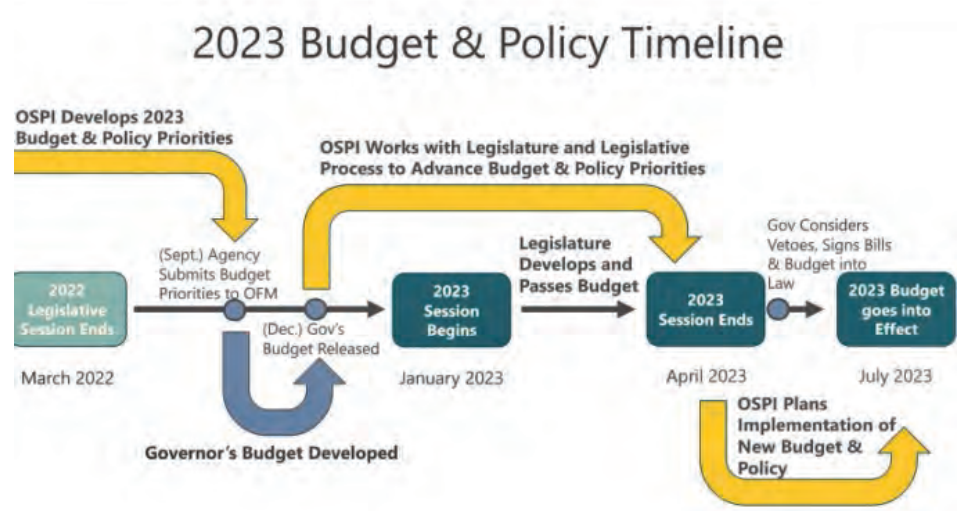 2023 Budget & Policy Timeline
OSPI Develops 2023
Budget & Policy Priorities
OSPI Works with Legislature and Legislative
Process to Advance Budget & Policy Priorities
(Sept.) Agency
Submits Budget
Priorities to OFM
Legislature
Develops and
Passes Budget
Gov Considers
Vetoes, Signs Bills
& Budget into
Law
2022
Legislative
Session Ends
(Dec.) Gov's
Budget Released
2023
Session
Begins
2023
Session Ends
2023 Budget
goes into
Effect
March 2022
January 2023
April 2023
July 2023
Governor's Budget Developed
OSPI Plans
Implementation of
New Budget &
Policy